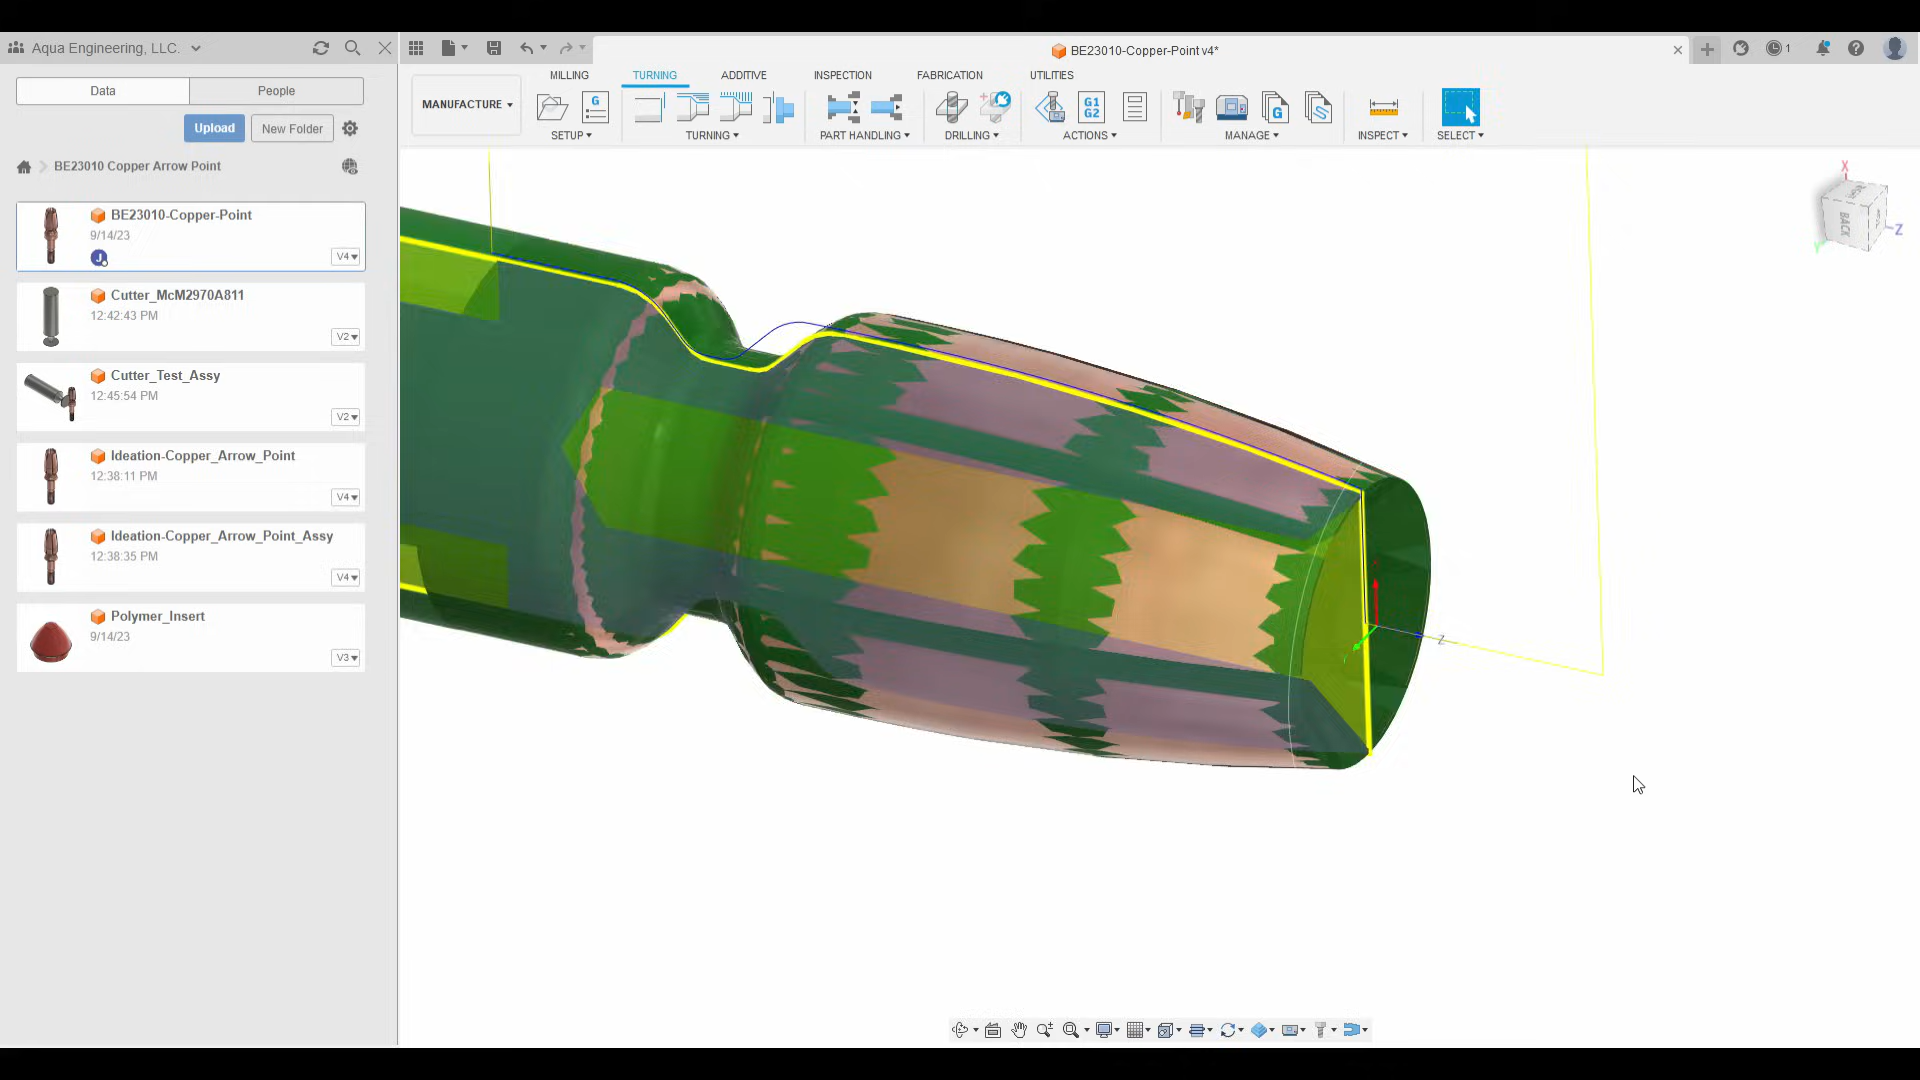 Aqua Engineering, LLC.
BE23010-Copper-Point v4*
1
Data
People
Upload
New Folder
BE23010 Copper Arrow Point
BE23010-Copper-Point
9/14/23
J
V4
Cutter_McM2970A811
12:42:43 PM
V2
Cutter_Test_Assy
12:45:54 PM
V2
Ideation-Copper_Arrow_Point
12:38:11 PM
V4
Ideation-Copper_Arrow_Point_Assy
12:38:35 PM
V4
Polymer_Insert
9/14/23
V3
MANUFACTURE
MILLING
TURNING
ADDITIVE
INSPECTION
FABRICATION
UTILITIES
G
G1
G2
G
SETUP
TURNING
PART HANDLING
DRILLING
ACTIONS
MANAGE
INSPECT
SELECT
X
BACK
Z
Y
Z